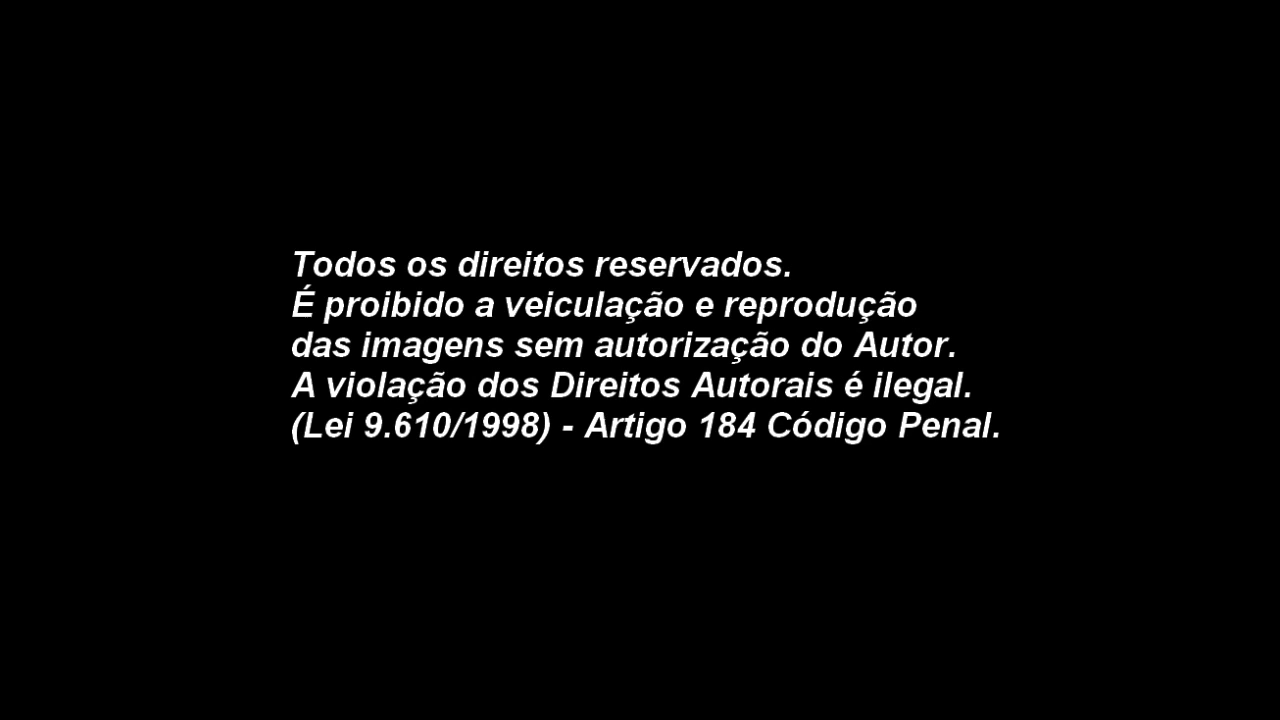 Todos os direitos reservados.
É proibido a veiculação e reprodução
das imagens sem autorização do Autor.
A violação dos Direitos Autorais é ilegal.
(Lei 9.610/1998) - Artigo 184 Código Penal.